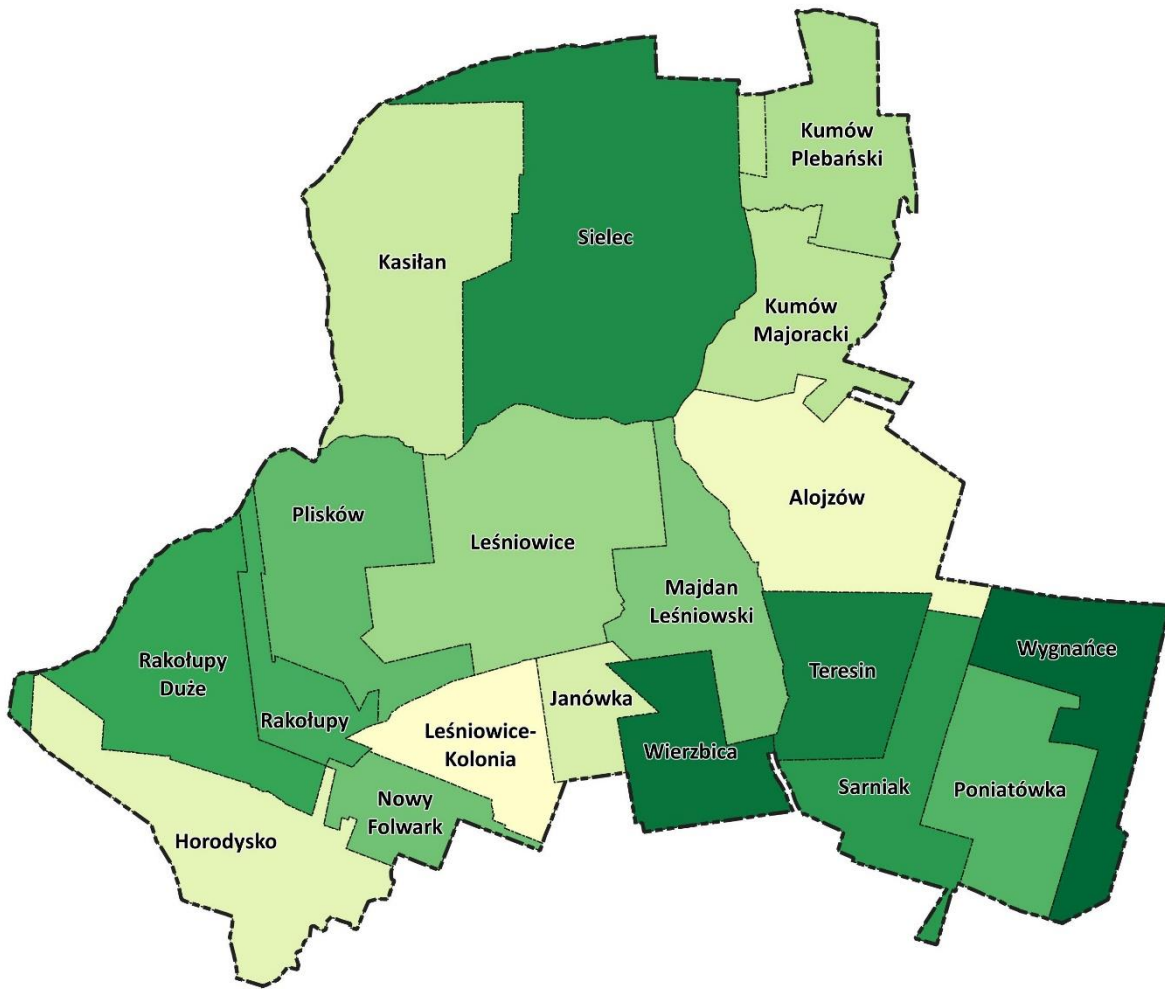 Kumów
Plebański
Sielec
Kasiłan
Kumów
Majoracki
Alojzów
Plisków
Leśniowice
Majdan
Leśniowski
Wygnańce
Teresin
Rakołupy
Duże
Janówka
Rakołupy
Leśniowice-
Kolonia
Wierzbica
Sarniak
Poniatówka
Nowy
Folwark
Horodysko